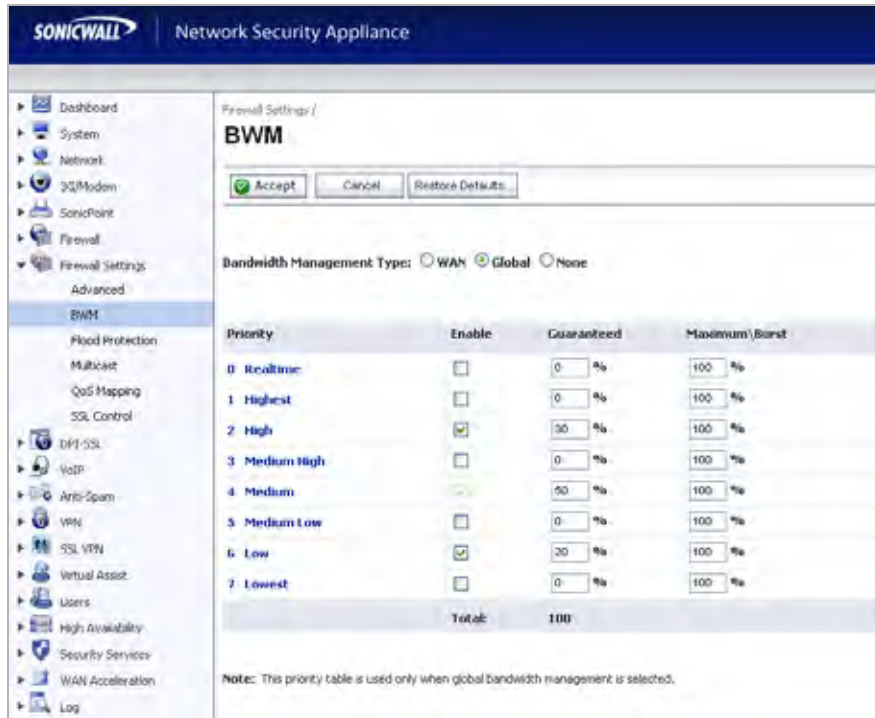 SONICWALL Network Security Appliance
Dashboard
System
Network
3G/Modem
SonicPoint
Firewall
Firewall Settings
Advanced
BWM
Flood Protection
Multicast
QoS Mapping
SSL Control
DPI-SSL
VoIP
Anti-Spam
VPN
SSL VPN
Virtual Assist
Users
High Availability
Security Services
WAN Acceleration
Log
Firewall Settings /
BWM
Accept Cancel Restore Defaults...
Bandwidth Management Type: WAN Global None
Priority Enable Guaranteed Maximum\Burst
0 Realtime 0 % 100 %
1 Highest 0 % 100 %
2 High 30 % 100 %
3 Medium High 0 % 100 %
4 Medium 50 % 100 %
5 Medium Low 0 % 100 %
6 Low 20 % 100 %
7 Lowest 0 % 100 %
Total: 100
Note: This priority table is used only when global bandwidth management is selected.